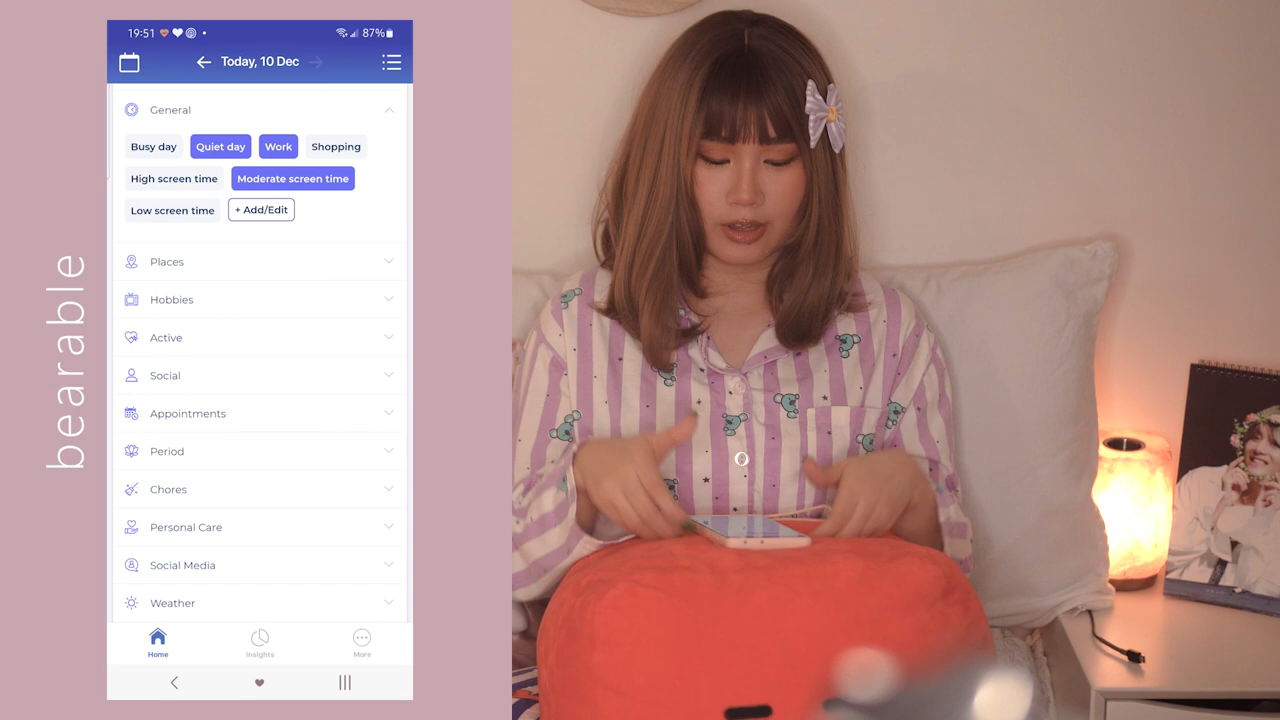 bearable
19:51
87%
Today, 10 Dec
General
Busy day
Quiet day
Work
Shopping
High screen time
Moderate screen time
Low screen time
+ Add/Edit
Places
Hobbies
Active
Social
Appointments
Period
Chores
Personal Care
Social Media
Weather
Home
Insights
More